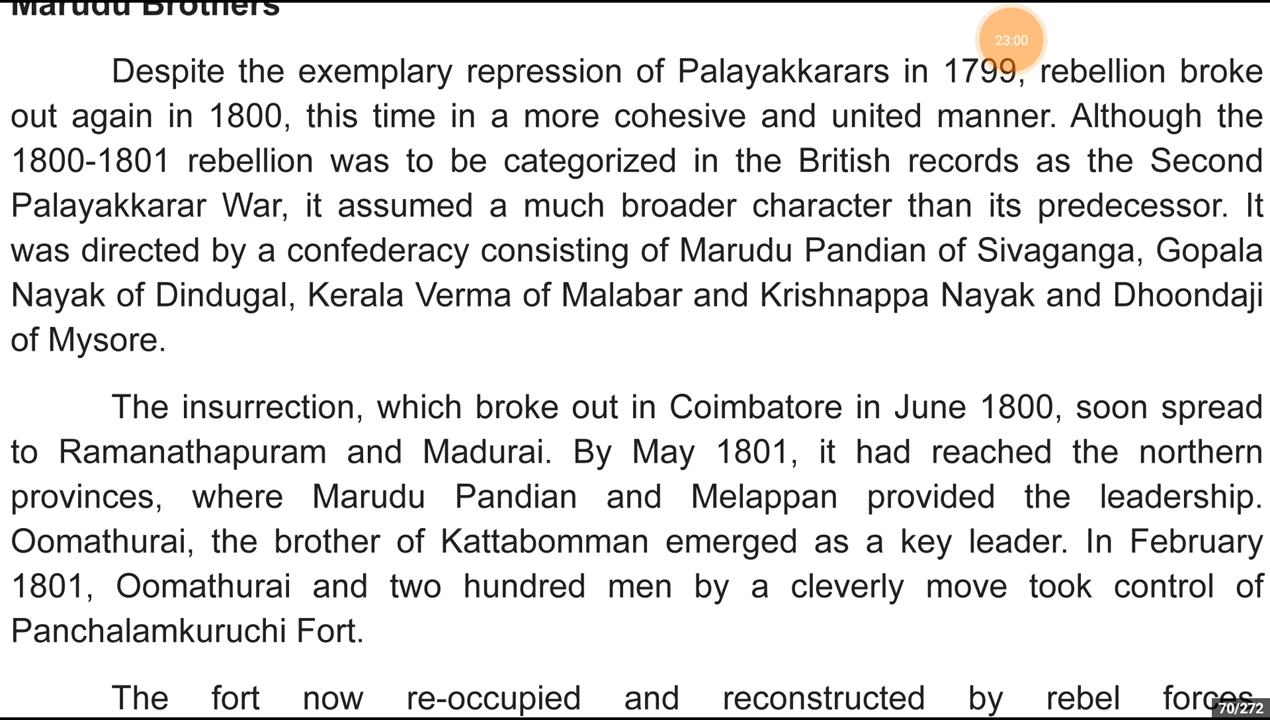 Marudu Brothers
23:00
Despite the exemplary repression of Palayakkarars in 1799, rebellion broke
out again in 1800, this time in a more cohesive and united manner. Although the
1800-1801 rebellion was to be categorized in the British records as the Second
Palayakkarar War, it assumed a much broader character than its predecessor. It
was directed by a confederacy consisting of Marudu Pandian of Sivaganga, Gopala
Nayak of Dindugal, Kerala Verma of Malabar and Krishnappa Nayak and Dhoondaji
of Mysore.
The insurrection, which broke out in Coimbatore in June 1800, soon spread
to Ramanathapuram and Madurai. By May 1801, it had reached the northern
provinces, where Marudu Pandian and Melappan provided the leadership.
Oomathurai, the brother of Kattabomman emerged as a key leader. In February
1801, Oomathurai and two hundred men by a cleverly move took control of
Panchalamkuruchi Fort.
The fort now re-occupied and reconstructed by rebel forces
70/272